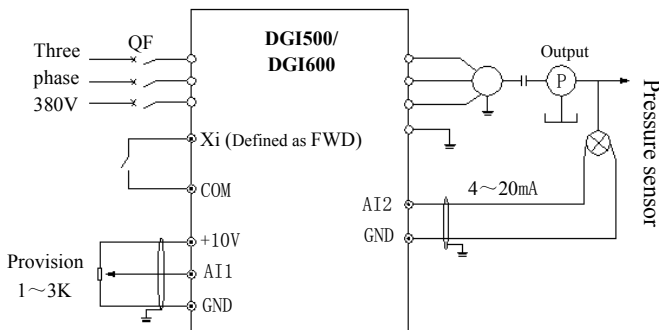 Three
phase
380V
QF
DGI500/
DGI600
Output
P
Pressure sensor
Xi (Defined as FWD)
COM
4～20mA
AI2
GND
+10V
Provision
1～3K
AI1
GND